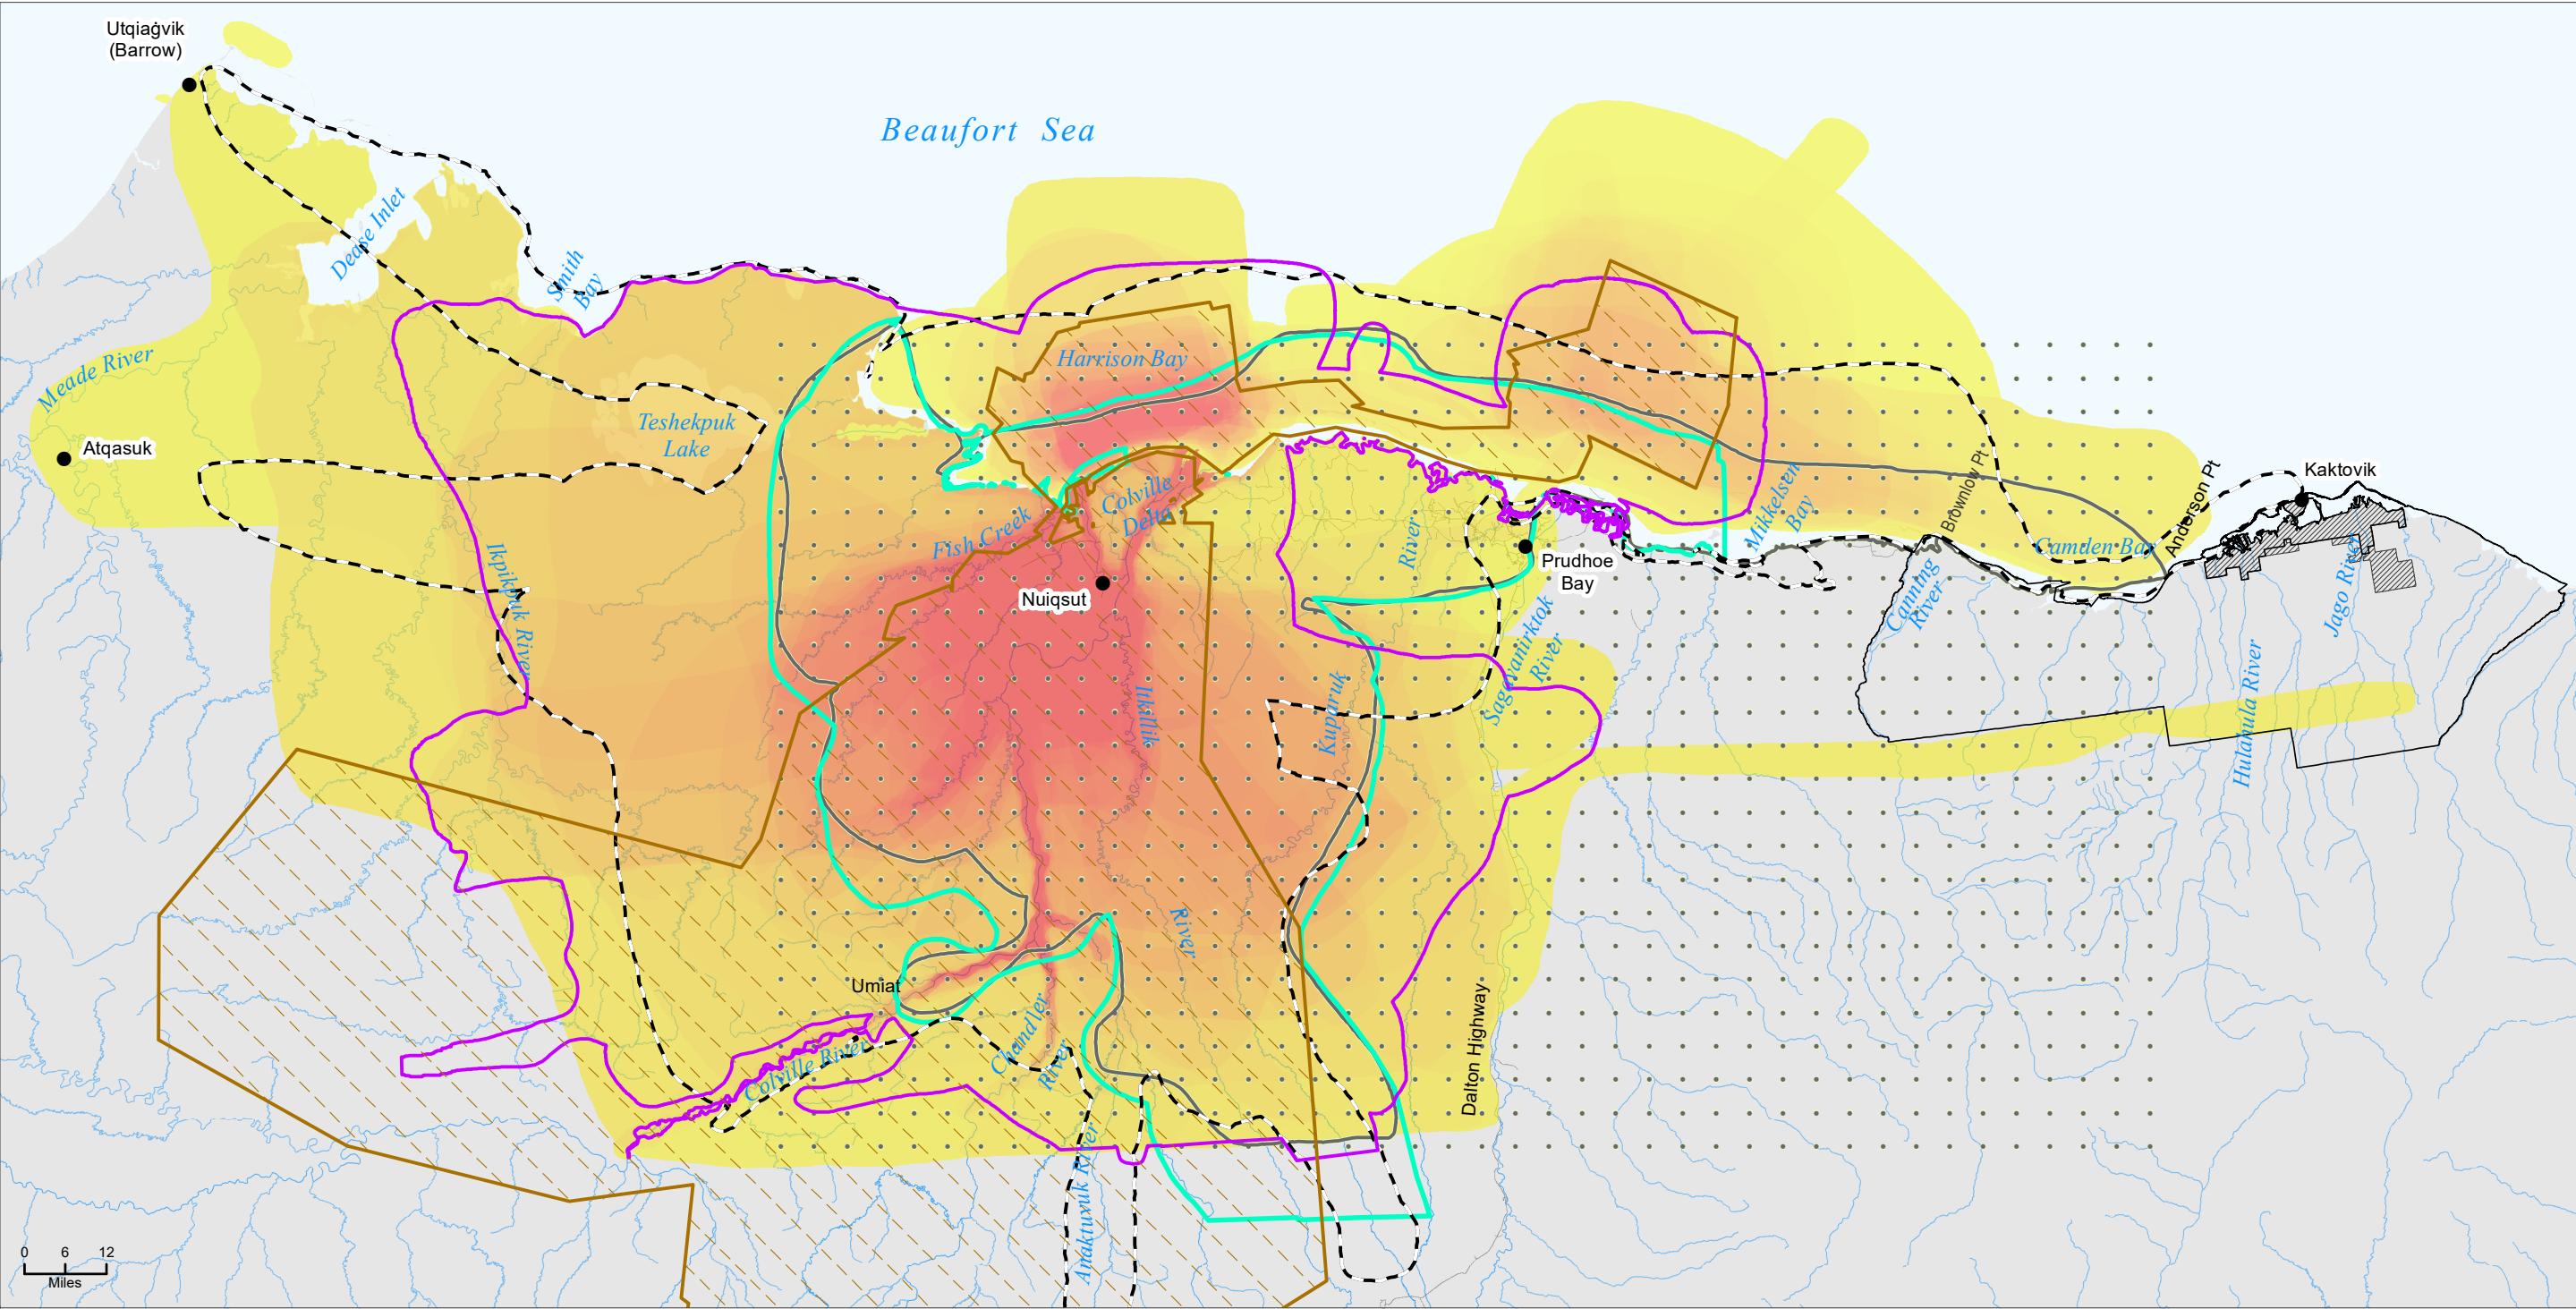 Utqiaġvik
(Barrow)
Beaufort Sea
Dease Inlet
Smith
Bay
Meade River
Atqasuk
Teshekpuk
Lake
Harrison Bay
Colville
Delta
Fish Creek
Nuiqsut
Ikpikpuk River
Itkillik
River
Kuparuk
River
Prudhoe
Bay
Sagavanirktok
River
Mikkelsen
Bay
Brownlow Pt
Canning
River
Camden Bay
Anderson Pt
Kaktovik
Jago River
Hulahula River
Umiat
Colville River
Chandler
River
Anaktuvuk River
Dalton Highway
0 6 12
Miles